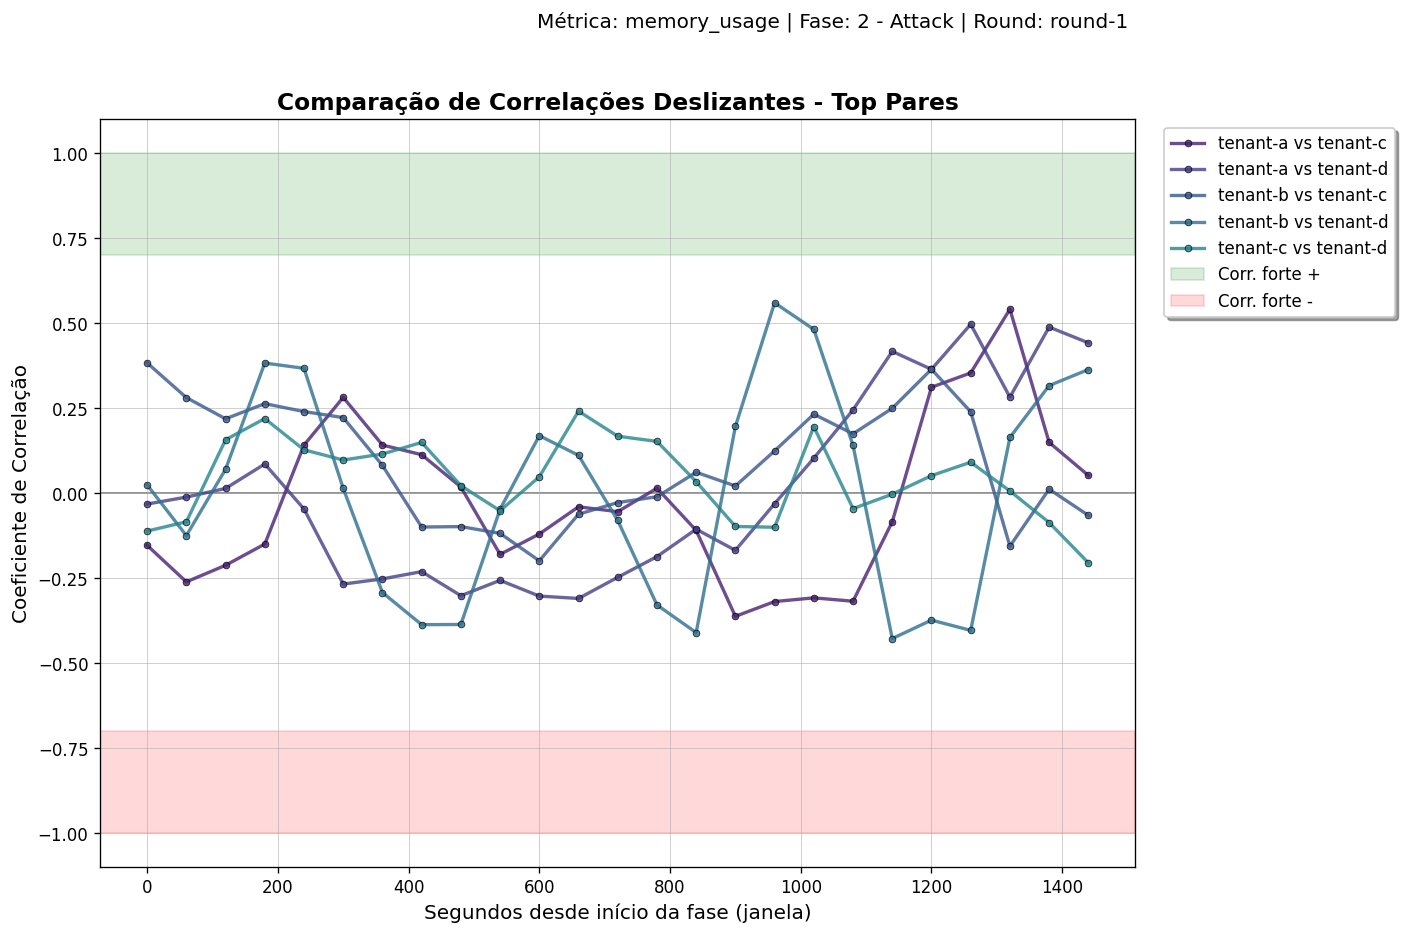 Métrica: memory_usage | Fase: 2 - Attack | Round: round-1
Comparação de Correlações Deslizantes - Top Pares
tenant-a vs tenant-c
tenant-a vs tenant-d
tenant-b vs tenant-c
tenant-b vs tenant-d
tenant-c vs tenant-d
Corr. forte +
Corr. forte -
Coeficiente de Correlação
1.00
0.75
0.50
0.25
0.00
−0.25
−0.50
−0.75
−1.00
0
200
400
600
800
1000
1200
1400
Segundos desde início da fase (janela)